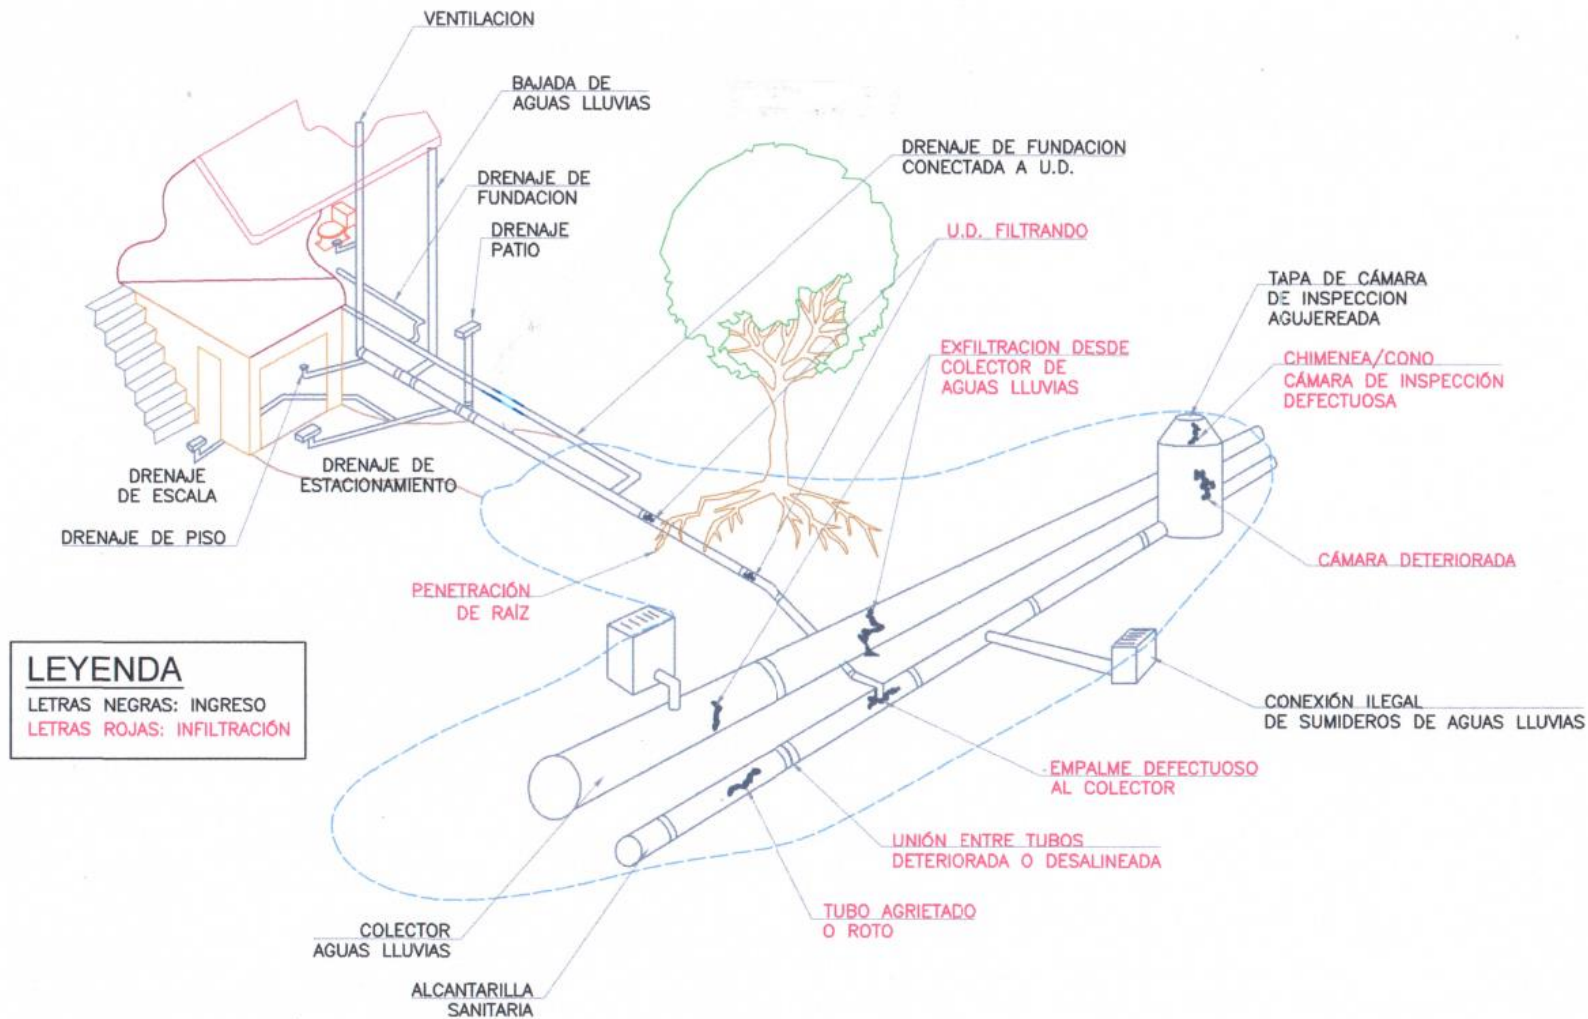 VENTILACION
BAJADA DE
AGUAS LLUVIAS
DRENAJE DE FUNDACION
CONECTADA A U.D.
DRENAJE DE
FUNDACION
DRENAJE
PATIO
U.D. FILTRANDO
TAPA DE CÁMARA
DE INSPECCION
AGUJEREADA
EXFILTRACION DESDE
COLECTOR DE
AGUAS LLUVIAS
CHIMENEA/CONO
CÁMARA DE INSPECCIÓN
DEFECTUOSA
DRENAJE
DE ESCALA
DRENAJE DE
ESTACIONAMIENTO
DRENAJE DE PISO
CÁMARA DETERIORADA
PENETRACIÓN
DE RAÍZ
LEYENDA
LETRAS NEGRAS: INGRESO
LETRAS ROJAS: INFILTRACIÓN
CONEXIÓN ILEGAL
DE SUMIDEROS DE AGUAS LLUVIAS
EMPALME DEFECTUOSO
AL COLECTOR
UNIÓN ENTRE TUBOS
DETERIORADA O DESALINEADA
TUBO AGRIETADO
O ROTO
COLECTOR
AGUAS LLUVIAS
ALCANTARILLA
SANITARIA